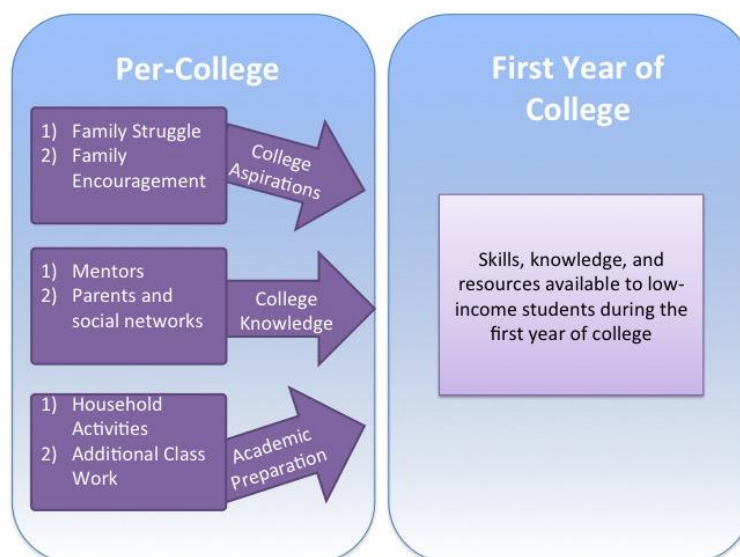 Per-College
1) Family Struggle
2) Family
Encouragement
College
Aspirations
1) Mentors
2) Parents and
social networks
College
Knowledge
1) Household
Activities
2) Additional Class
Work
Academic
Preparation
First Year of
College
Skills, knowledge, and
resources available to low-
income students during the
first year of college